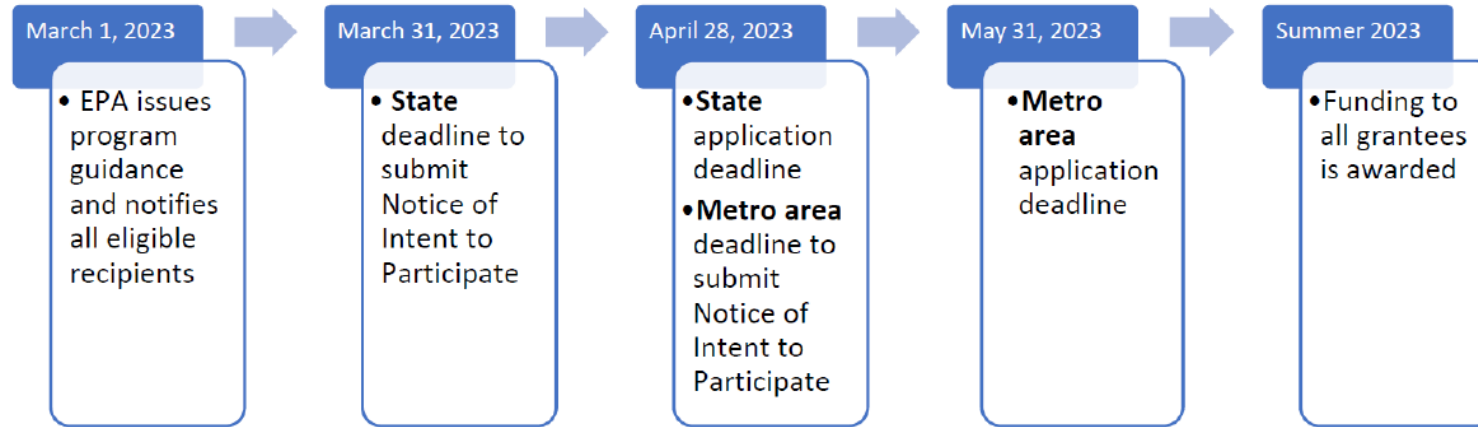 March 1, 2023
• EPA issues
program
guidance
and notifies
all eligible
recipients
March 31, 2023
• State
deadline to
submit
Notice of
Intent to
Participate
April 28, 2023
•State
application
deadline
•Metro area
deadline to
submit
Notice of
Intent to
Participate
May 31, 2023
•Metro
area
application
deadline
Summer 2023
•Funding to
all grantees
is awarded